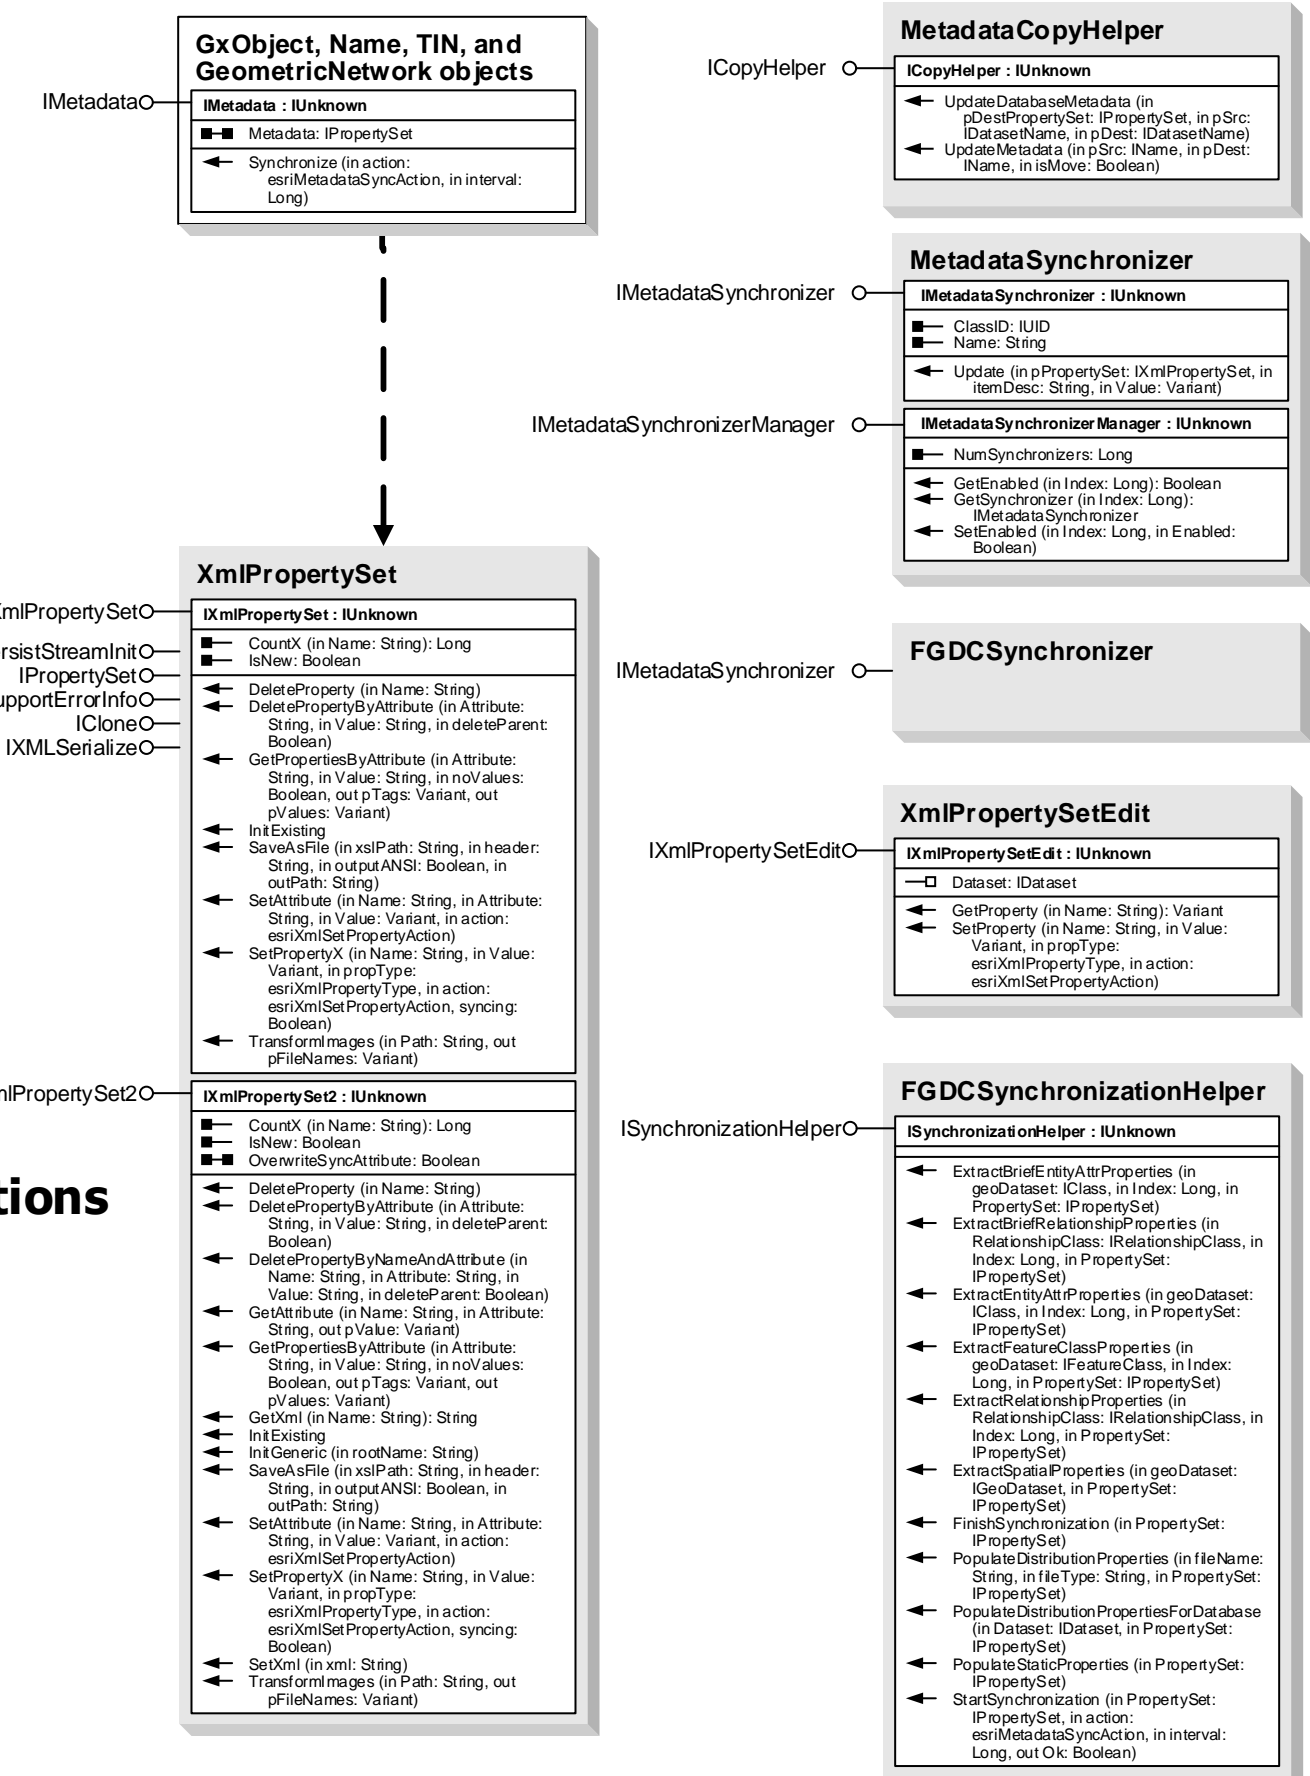 GxObject, Name, TIN, and
GeometricNetwork objects
IMetadata
IMetadata : IUnknown
Metadata: IPropertySet
Synchronize (in action:
esriMetadataSyncAction, in interval:
Long)
XmlPropertySet
mlPropertySet
rsistStreamInit
IPropertySet
upportErrorInfo
IClone
IXMLSerialize
IXmlPropertySet : IUnknown
CountX (in Name: String): Long
IsNew: Boolean
DeleteProperty (in Name: String)
DeletePropertyByAttribute (in Attribute:
String, in Value: String, in deleteParent:
Boolean)
GetPropertiesByAttribute (in Attribute:
String, in Value: String, in noValues:
Boolean, out pTags: Variant, out
pValues: Variant)
InitExisting
SaveAsFile (in xslPath: String, in header:
String, in outputANSI: Boolean, in
outPath: String)
SetAttribute (in Name: String, in Attribute:
String, in Value: Variant, in action:
esriXmlSetPropertyAction)
SetPropertyX (in Name: String, in Value:
Variant, in propType:
esriXmlPropertyType, in action:
esriXmlSetPropertyAction, syncing:
Boolean)
TransformImages (in Path: String, out
pFileNames: Variant)
mlPropertySet2
IXmlPropertySet2 : IUnknown
CountX (in Name: String): Long
IsNew: Boolean
OverwriteSyncAttribute: Boolean
tions
DeleteProperty (in Name: String)
DeletePropertyByAttribute (in Attribute:
String, in Value: String, in deleteParent:
Boolean)
DeletePropertyByNameAndAttribute (in
Name: String, in Attribute: String, in
Value: String, in deleteParent: Boolean)
GetAttribute (in Name: String, in Attribute:
String, out pValue: Variant)
GetPropertiesByAttribute (in Attribute:
String, in Value: String, in noValues:
Boolean, out pTags: Variant, out
pValues: Variant)
GetXml (in Name: String): String
InitExisting
InitGeneric (in rootName: String)
SaveAsFile (in xslPath: String, in header:
String, in outputANSI: Boolean, in
outPath: String)
SetAttribute (in Name: String, in Attribute:
String, in Value: Variant, in action:
esriXmlSetPropertyAction)
SetPropertyX (in Name: String, in Value:
Variant, in propType:
esriXmlPropertyType, in action:
esriXmlSetPropertyAction, syncing:
Boolean)
SetXml (in xml: String)
TransformImages (in Path: String, out
pFileNames: Variant)
MetadataCopyHelper
ICopyHelper
ICopyHelper : IUnknown
UpdateDatabaseMetadata (in
pDestPropertySet: IPropertySet, in pSrc:
IDatasetName, in pDest: IDatasetName)
UpdateMetadata (in pSrc: IName, in pDest:
IName, in isMove: Boolean)
MetadataSynchronizer
IMetadataSynchronizer
IMetadataSynchronizer : IUnknown
ClassID: IUID
Name: String
Update (in pPropertySet: IXmlPropertySet, in
itemDesc: String, in Value: Variant)
IMetadataSynchronizerManager
IMetadataSynchronizerManager : IUnknown
NumSynchronizers: Long
GetEnabled (in Index: Long): Boolean
GetSynchronizer (in Index: Long):
IMetadataSynchronizer
SetEnabled (in Index: Long, in Enabled:
Boolean)
FGDCSynchronizer
IMetadataSynchronizer
XmlPropertySetEdit
IXmlPropertySetEdit
IXmlPropertySetEdit : IUnknown
Dataset: IDataset
GetProperty (in Name: String): Variant
SetProperty (in Name: String, in Value:
Variant, in propType:
esriXmlPropertyType, in action:
esriXmlSetPropertyAction)
FGDCSynchronizationHelper
ISynchronizationHelper
ISynchronizationHelper : IUnknown
ExtractBriefEntityAttrProperties (in
geoDataset: IClass, in Index: Long, in
PropertySet: IPropertySet)
ExtractBriefRelationshipProperties (in
RelationshipClass: IRelationshipClass, in
Index: Long, in PropertySet:
IPropertySet)
ExtractEntityAttrProperties (in geoDataset:
IClass, in Index: Long, in PropertySet:
IPropertySet)
ExtractFeatureClassProperties (in
geoDataset: IFeatureClass, in Index:
Long, in PropertySet: IPropertySet)
ExtractRelationshipProperties (in
RelationshipClass: IRelationshipClass, in
Index: Long, in PropertySet:
IPropertySet)
ExtractSpatialProperties (in geoDataset:
IGeoDataset, in PropertySet:
IPropertySet)
FinishSynchronization (in PropertySet:
IPropertySet)
PopulateDistributionProperties (in fileName:
String, in fileType: String, in PropertySet:
IPropertySet)
PopulateDistributionPropertiesForDatabase
(in Dataset: IDataset, in PropertySet:
IPropertySet)
PopulateStaticProperties (in PropertySet:
IPropertySet)
StartSynchronization (in PropertySet:
IPropertySet, in action:
esriMetadataSyncAction, in interval:
Long, out Ok: Boolean)